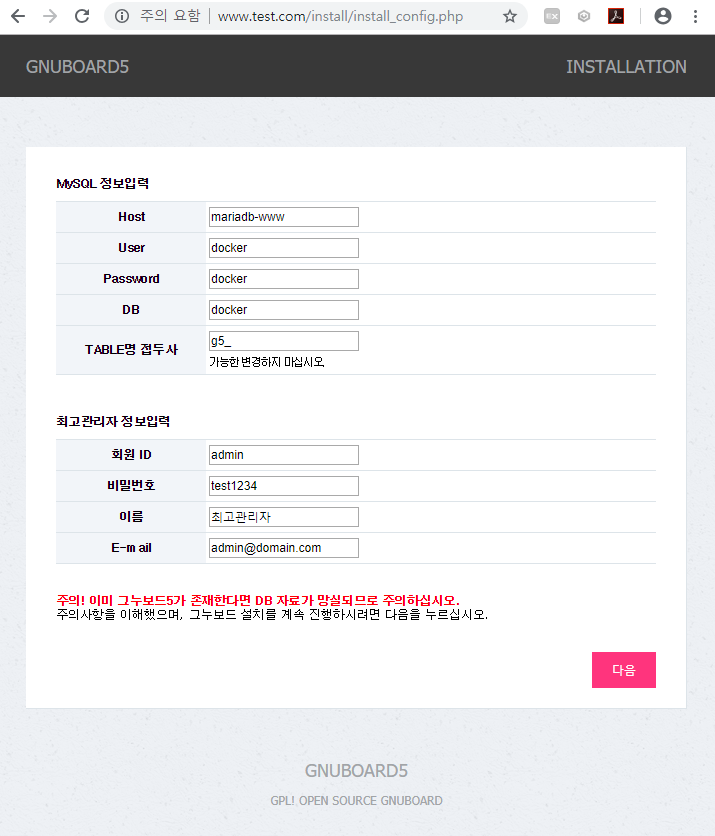 주의 요함 | www.test.com/install/install_config.php
GNUBOARD5 INSTALLATION
MySQL 정보입력
Host mariadb-www
User docker
Password docker
DB docker
TABLE명 접두사 g5_
가능한 변경하지 마십시오.
최고관리자 정보입력
회원 ID admin
비밀번호 test1234
이름 최고관리자
E-mail admin@domain.com
주의! 이미 그누보드5가 존재한다면 DB 자료가 망실되므로 주의하십시오.
주의사항을 이해했으며, 그누보드 설치를 계속 진행하시려면 다음을 누르십시오.
다음
GNUBOARD5
GPL! OPEN SOURCE GNUBOARD